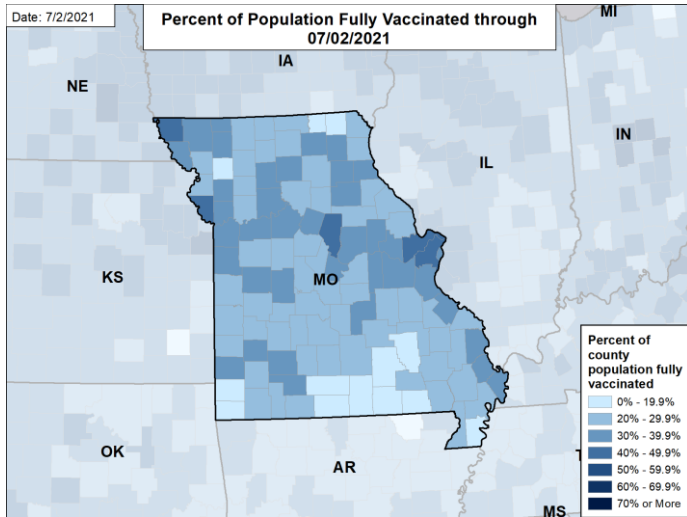 Date: 7/2/2021
Percent of Population Fully Vaccinated through
07/02/2021
MI
IA
NE
IN
IL
KS
MO
OK
AR
MS
Percent of
county
population fully
vaccinated
0% - 19.9%
20% - 29.9%
30% - 39.9%
40% - 49.9%
50% - 59.9%
60% - 69.9%
70% or More